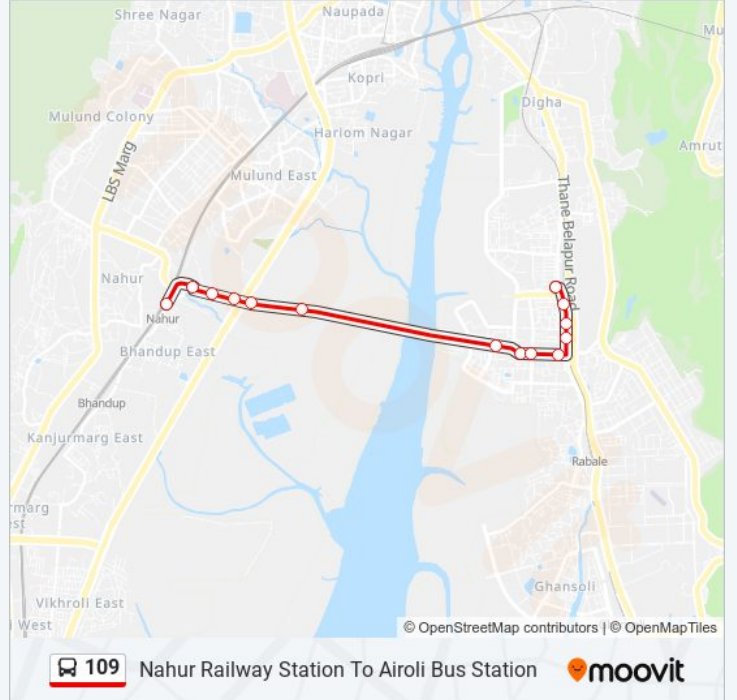 Shree Nagar
Naupada
Mu
Kopri
Digha
Mulund Colony
Hariom Nagar
Amrut
LBS Marg
Mulund East
Thane Belapur Road
Nahur
Nahur
Bhandup East
Bhandup
Kanjurmarg East
Rabale
rmarg
st
Ghansoli
Vikhroli East
i West
© OpenStreetMap contributors | © OpenMapTiles
109 Nahur Railway Station To Airoli Bus Station moovit